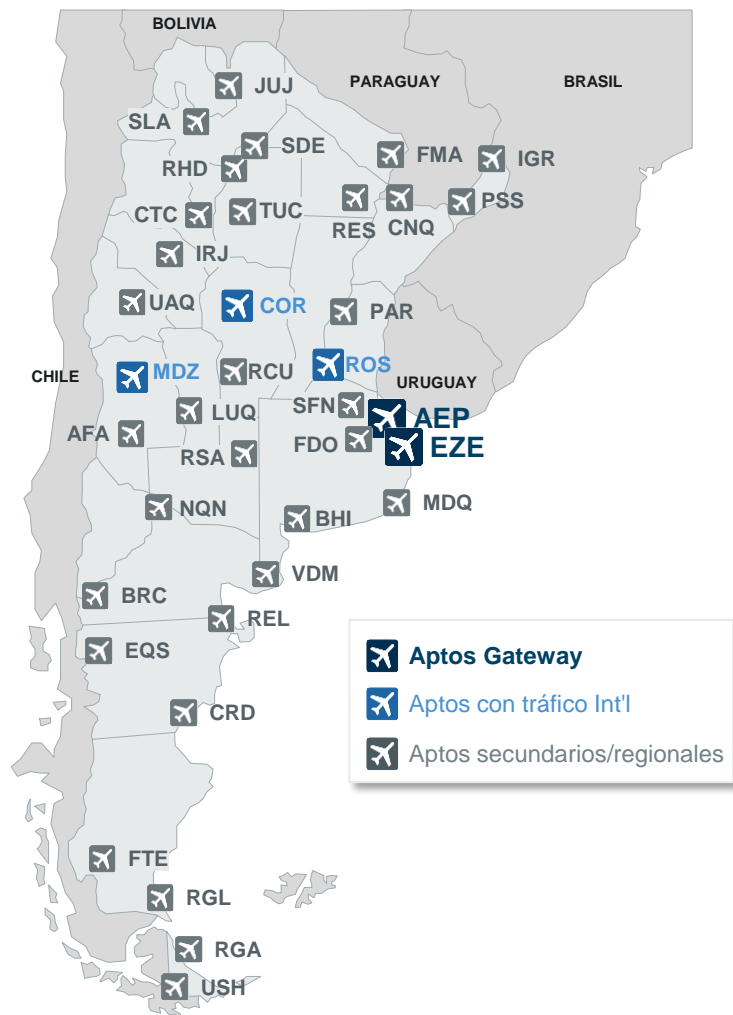 BOLIVIA
PARAGUAY
BRASIL
JUJ
SLA
SDE
FMA
IGR
RHD
CTC
TUC
RES
CNQ
PSS
IRJ
UAQ
COR
PAR
CHILE
MDZ
RCU
ROS
URUGUAY
LUQ
SFN
AEP
AFA
RSA
FDO
EZE
NQN
BHI
MDQ
VDM
BRC
REL
EQS
CRD
Aptos Gateway
Aptos con tráfico Int'l
Aptos secundarios/regionales
FTE
RGL
RGA
USH